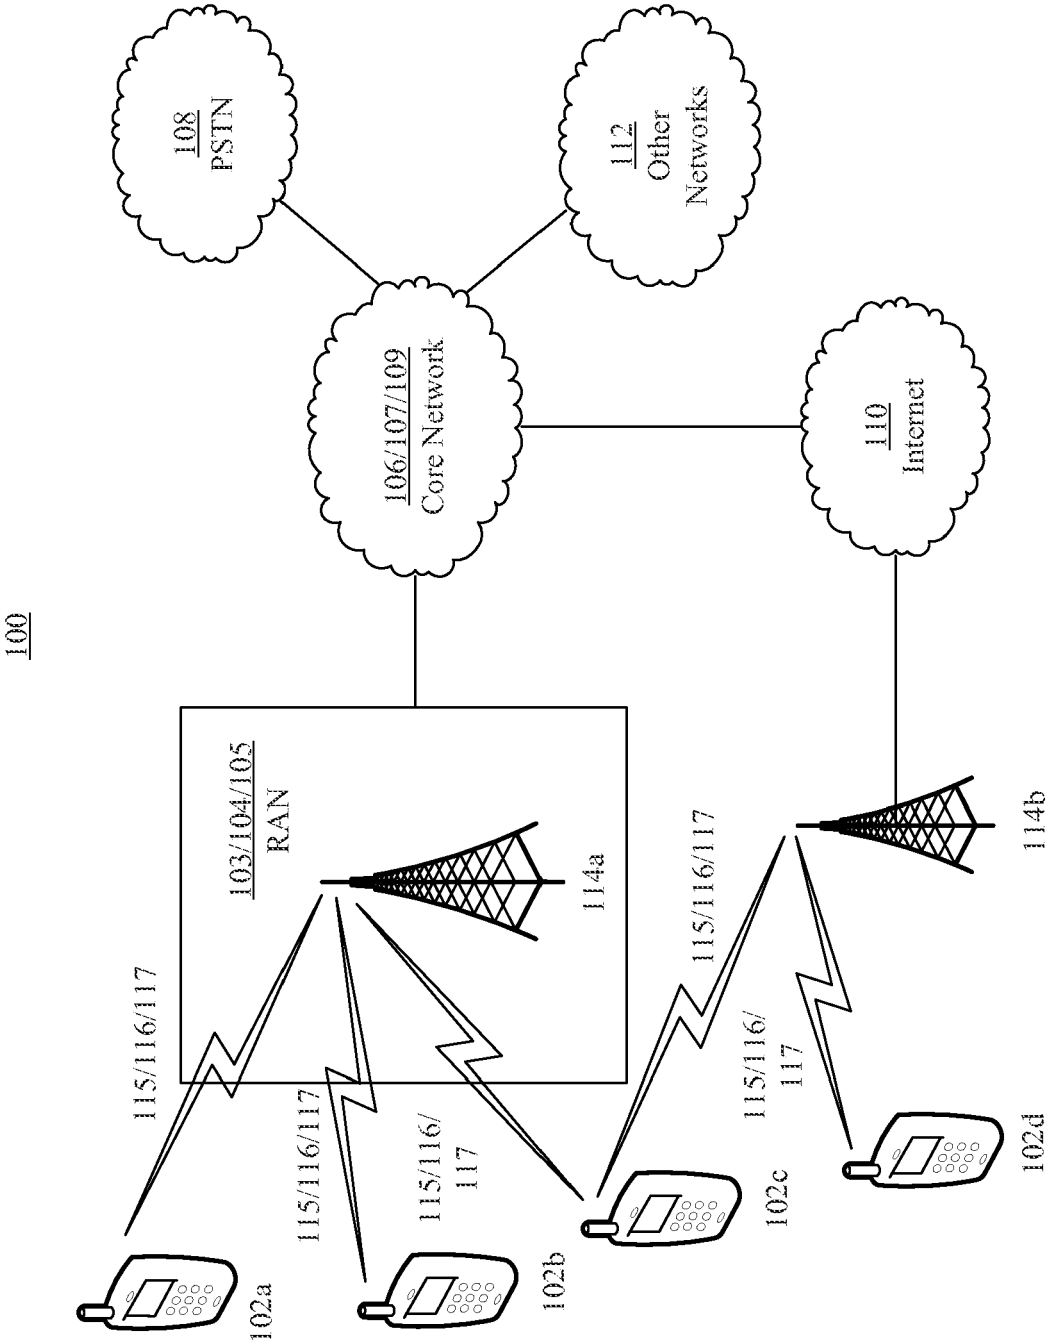 100
108
PSTN
112
Other
Networks
106/107/109
Core Network
110
Internet
103/104/105
RAN
114a
114b
115/116/117
115/116/117
115/116/
117
115/116/117
115/116/
117
102a
102b
102c
102d